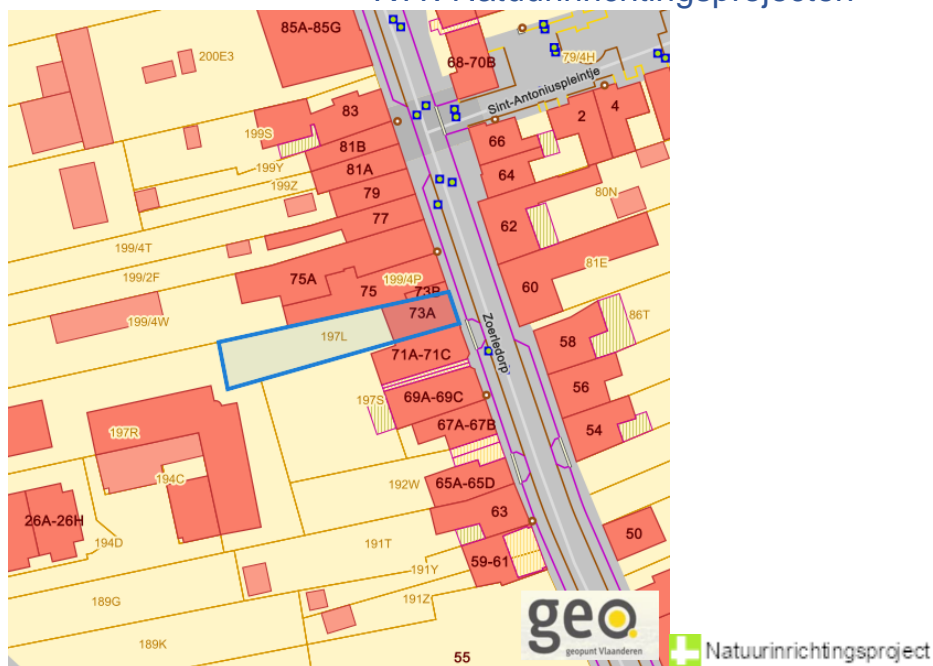 85A-85G
68-70B
79/4H
200E3
Sint-Antoniuspleintje
83
2
4
199S
66
81B
199Y
81A
64
199Z
79
80N
77
62
199/4T
81E
199/2F
75A
199/4P
75
73B
60
199/4W
73A
86T
197L
Zoerledorp
58
71A-71C
56
197S
69A-69C
67A-67B
54
197R
194C
192W
65A-65D
26A-26H
63
50
194D
191T
59-61
191Y
189G
191Z
189K
55
geo.
geopunt Vlaanderen
Natuurinrichtingsproject